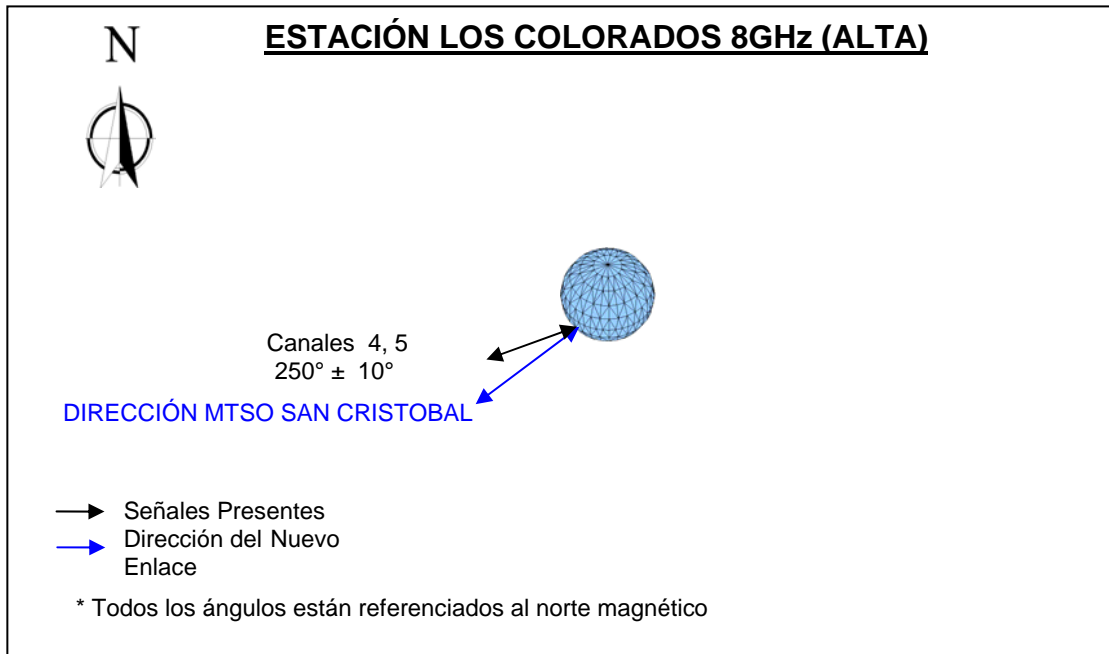 N
ESTACIÓN LOS COLORADOS 8GHz (ALTA)
Canales 4, 5
250° ± 10°
DIRECCIÓN MTSO SAN CRISTOBAL
Señales Presentes
Dirección del Nuevo
Enlace
* Todos los ángulos están referenciados al norte magnético